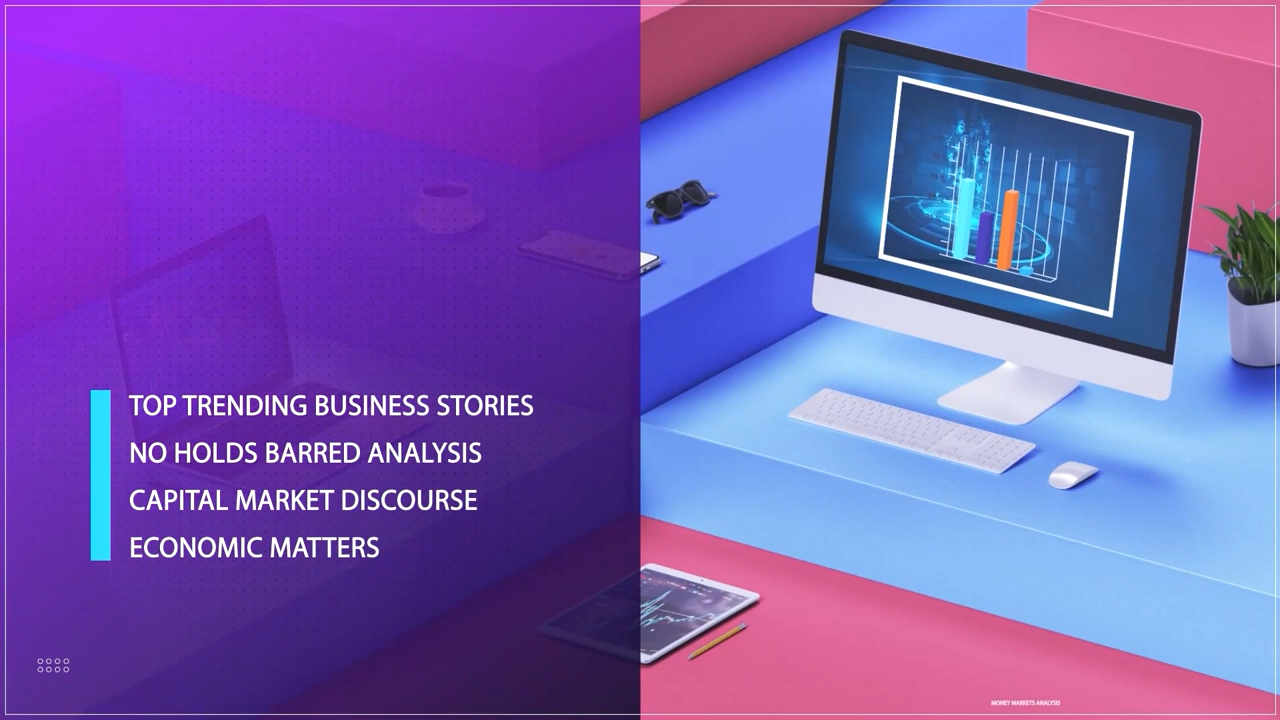 TOP TRENDING BUSINESS STORIES
NO HOLDS BARRED ANALYSIS
CAPITAL MARKET DISCOURSE
ECONOMIC MATTERS
MONEY MARKETS ANALYSIS